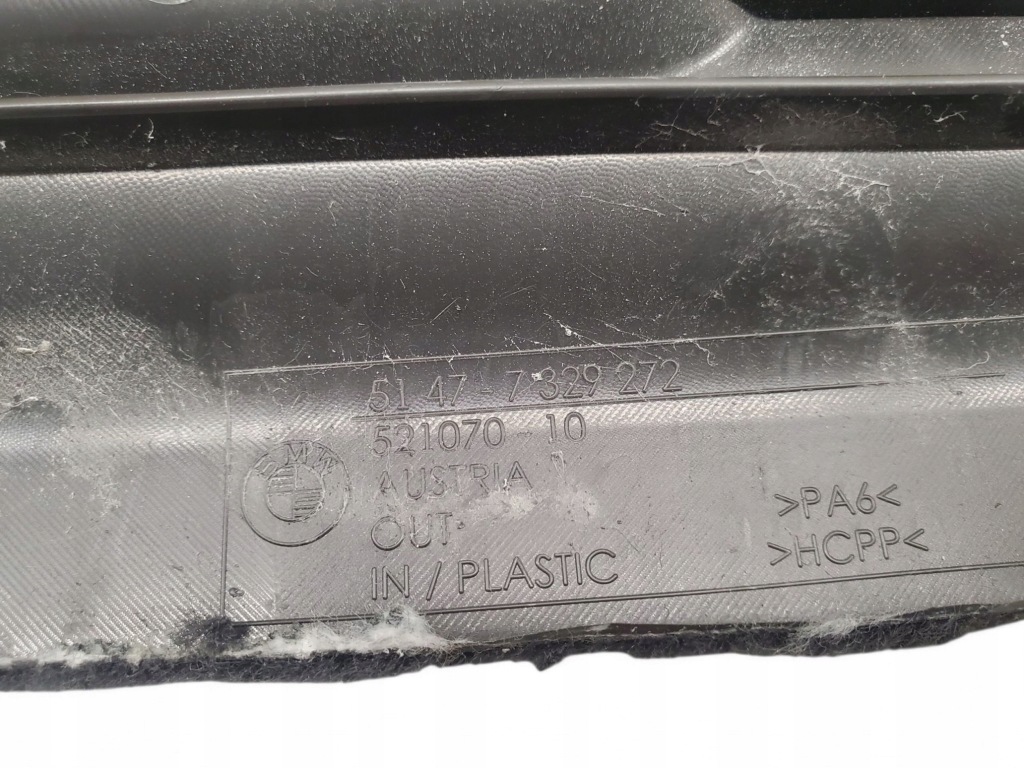 51 47 - 7 329 272
521070 - 10
AUSTRIA
OUT
IN / PLASTIC
BMW
>PA6<
>HCPP<